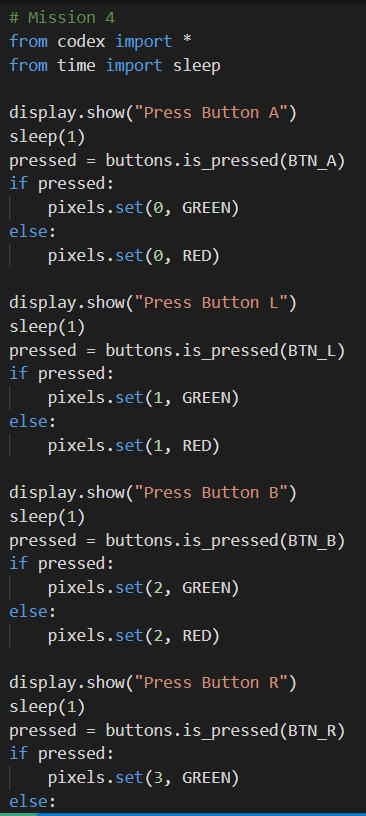 # Mission 4
from codex import *
from time import sleep

display.show("Press Button A")
sleep(1)
pressed = buttons.is_pressed(BTN_A)
if pressed:
    pixels.set(0, GREEN)
else:
    pixels.set(0, RED)

display.show("Press Button L")
sleep(1)
pressed = buttons.is_pressed(BTN_L)
if pressed:
    pixels.set(1, GREEN)
else:
    pixels.set(1, RED)

display.show("Press Button B")
sleep(1)
pressed = buttons.is_pressed(BTN_B)
if pressed:
    pixels.set(2, GREEN)
else:
    pixels.set(2, RED)

display.show("Press Button R")
sleep(1)
pressed = buttons.is_pressed(BTN_R)
if pressed:
    pixels.set(3, GREEN)
else: